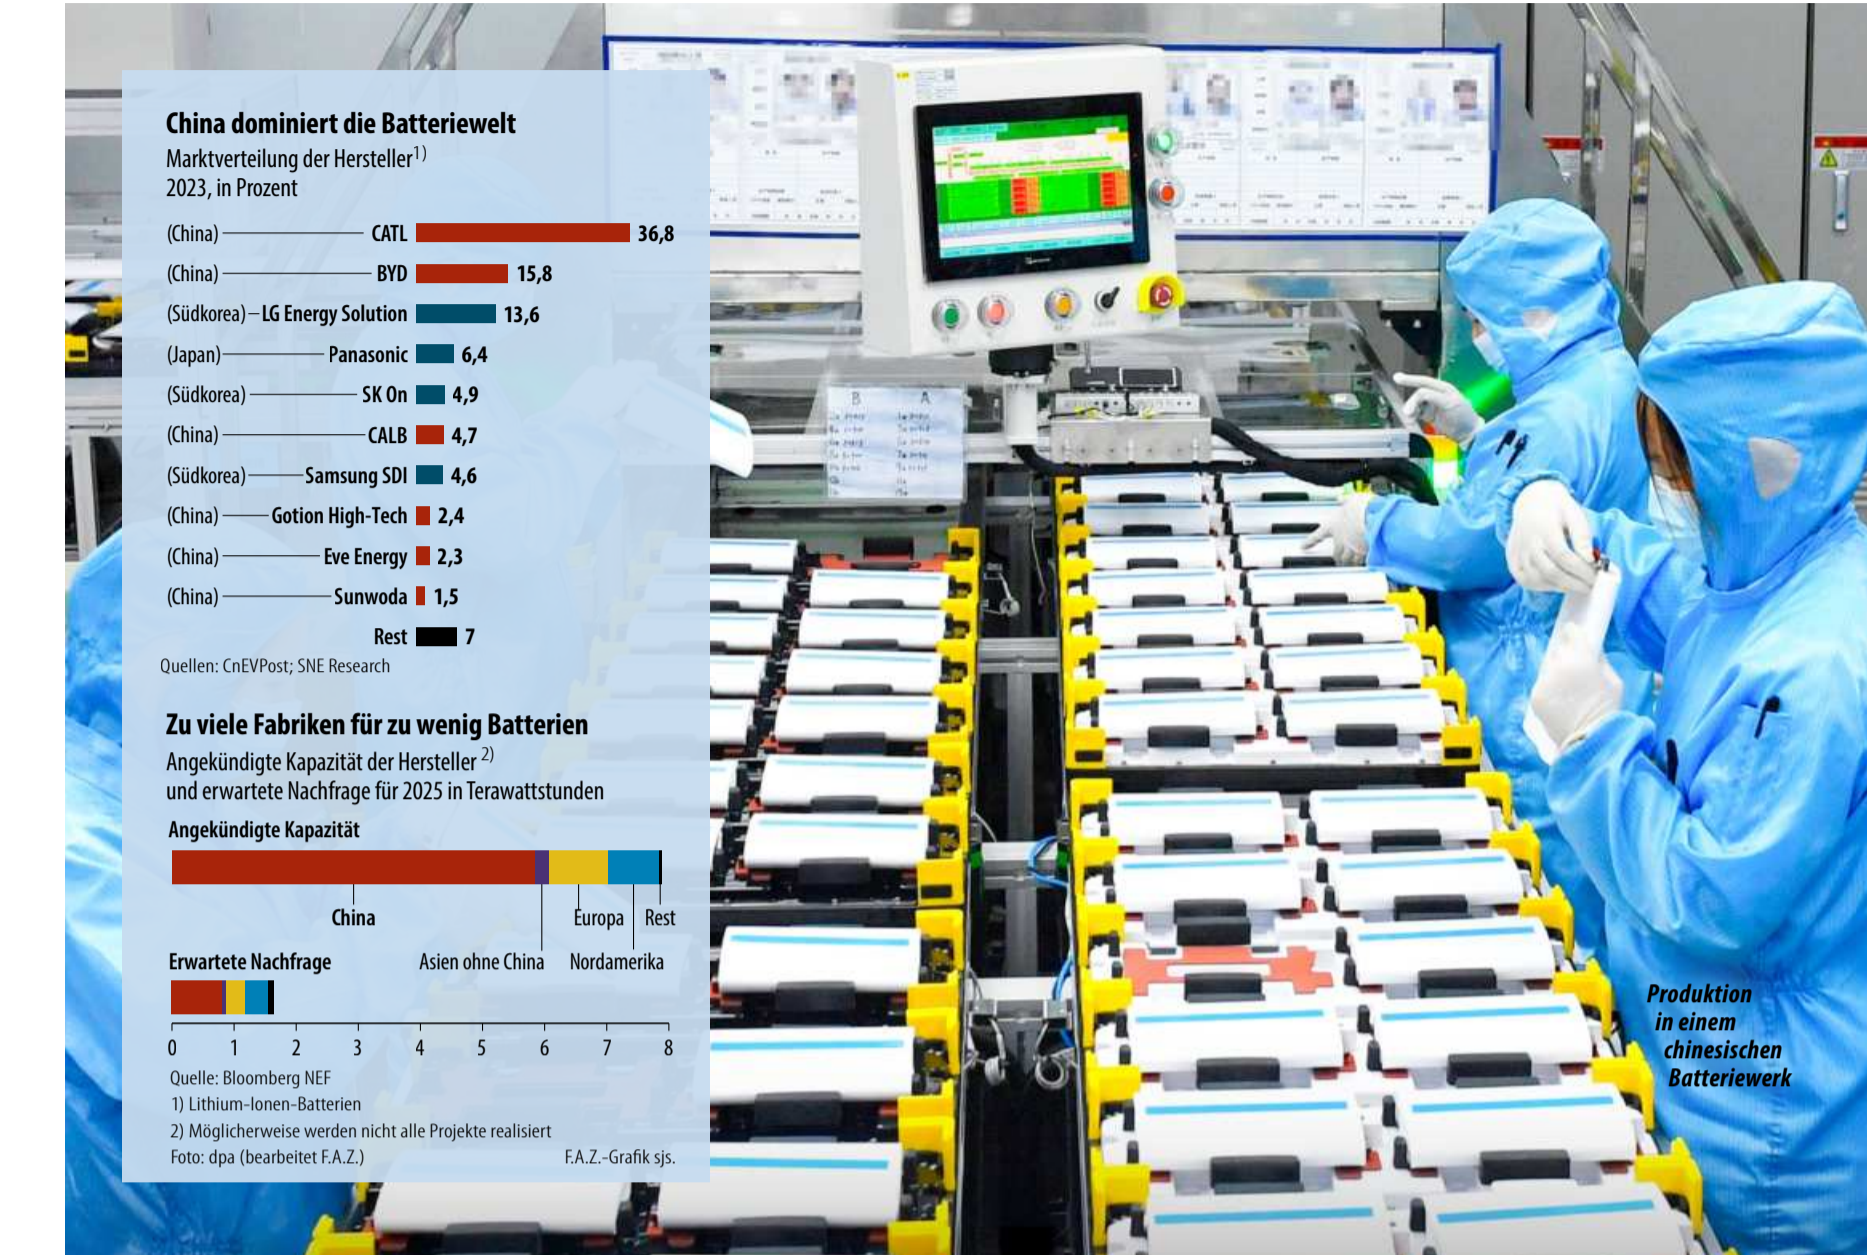 China dominiert die Batteriewelt
Marktverteilung der Hersteller1)
2023, in Prozent
(China) CATL 36,8
(China) BYD 15,8
(Südkorea) LG Energy Solution 13,6
(Japan) Panasonic 6,4
(Südkorea) SK On 4,9
(China) CALB 4,7
(Südkorea) Samsung SDI 4,6
(China) Gotion High-Tech 2,4
(China) Eve Energy 2,3
(China) Sunwoda 1,5
Rest 7
Quellen: CnEVPost; SNE Research
Zu viele Fabriken für zu wenig Batterien
Angekündigte Kapazität der Hersteller 2)
und erwartete Nachfrage für 2025 in Terawattstunden
Angekündigte Kapazität
China Europa Rest
Asien ohne China Nordamerika
Erwartete Nachfrage
0 1 2 3 4 5 6 7 8
Quelle: Bloomberg NEF
1) Lithium-Ionen-Batterien
2) Möglicherweise werden nicht alle Projekte realisiert
Foto: dpa (bearbeitet F.A.Z.) F.A.Z.-Grafik sjs.
B A
Produktion
in einem
chinesischen
Batteriewerk